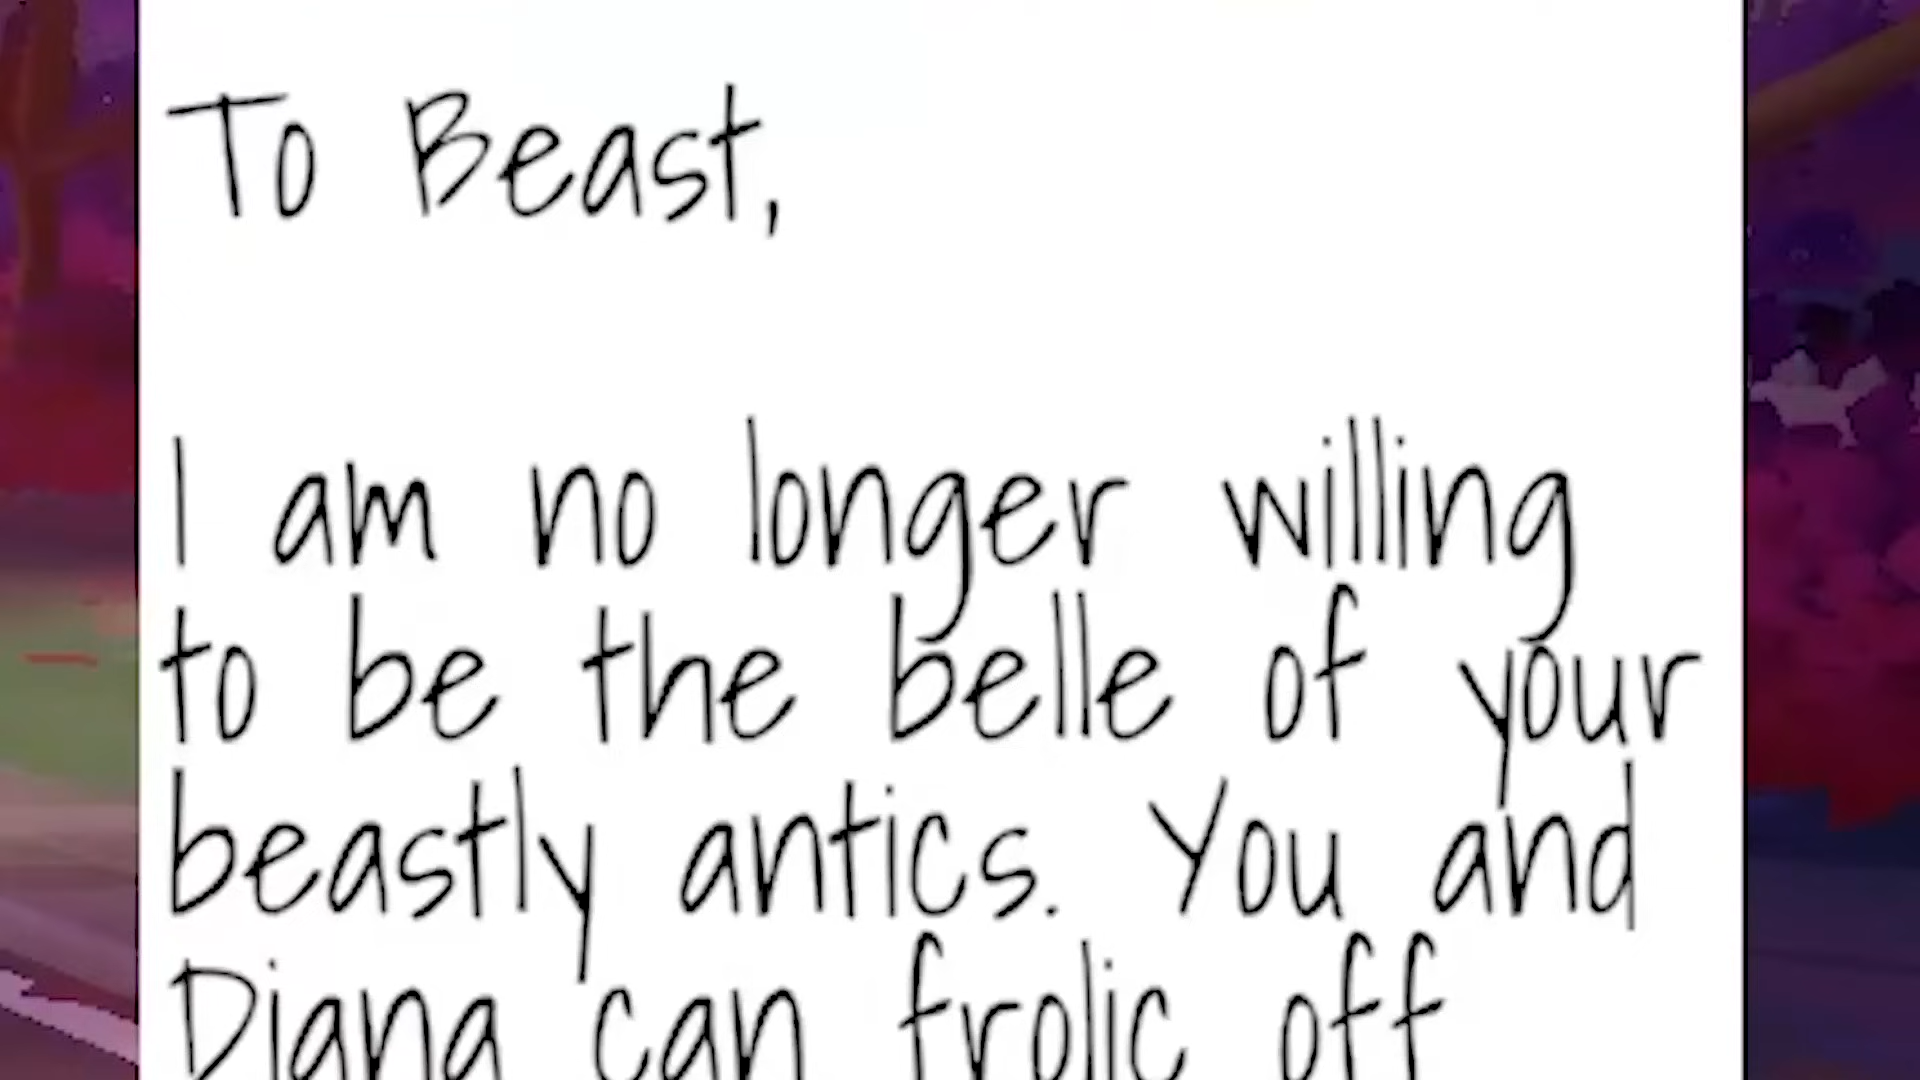 To Beast,
I am no longer willing
to be the belle of your
beastly antics. You and
Diana can frolic off